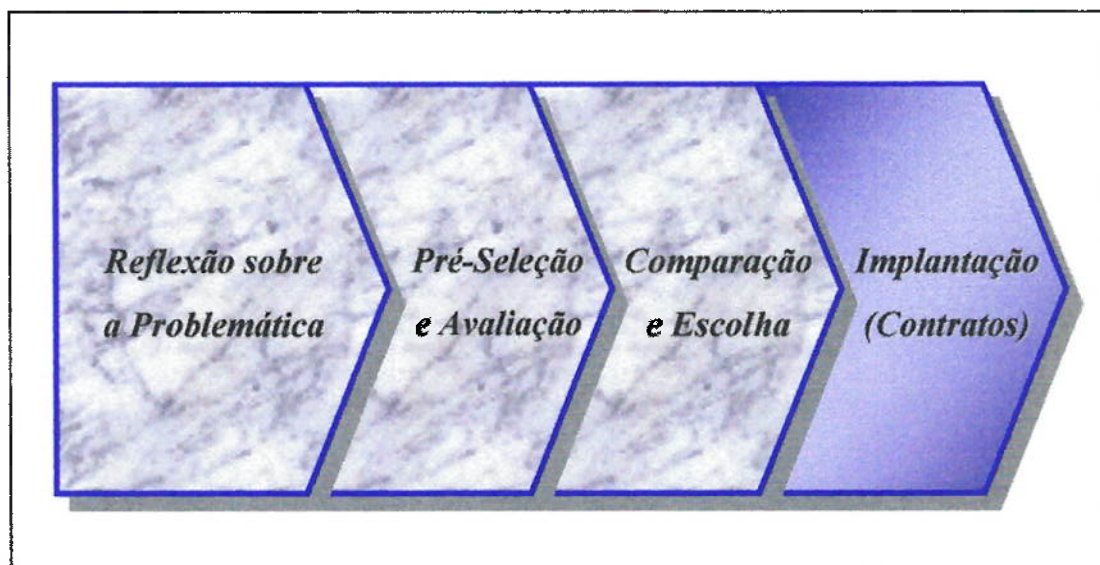 Reflexão sobre
a Problemática
Pré-Seleção
e Avaliação
Comparação
e Escolha
Implantação
(Contratos)